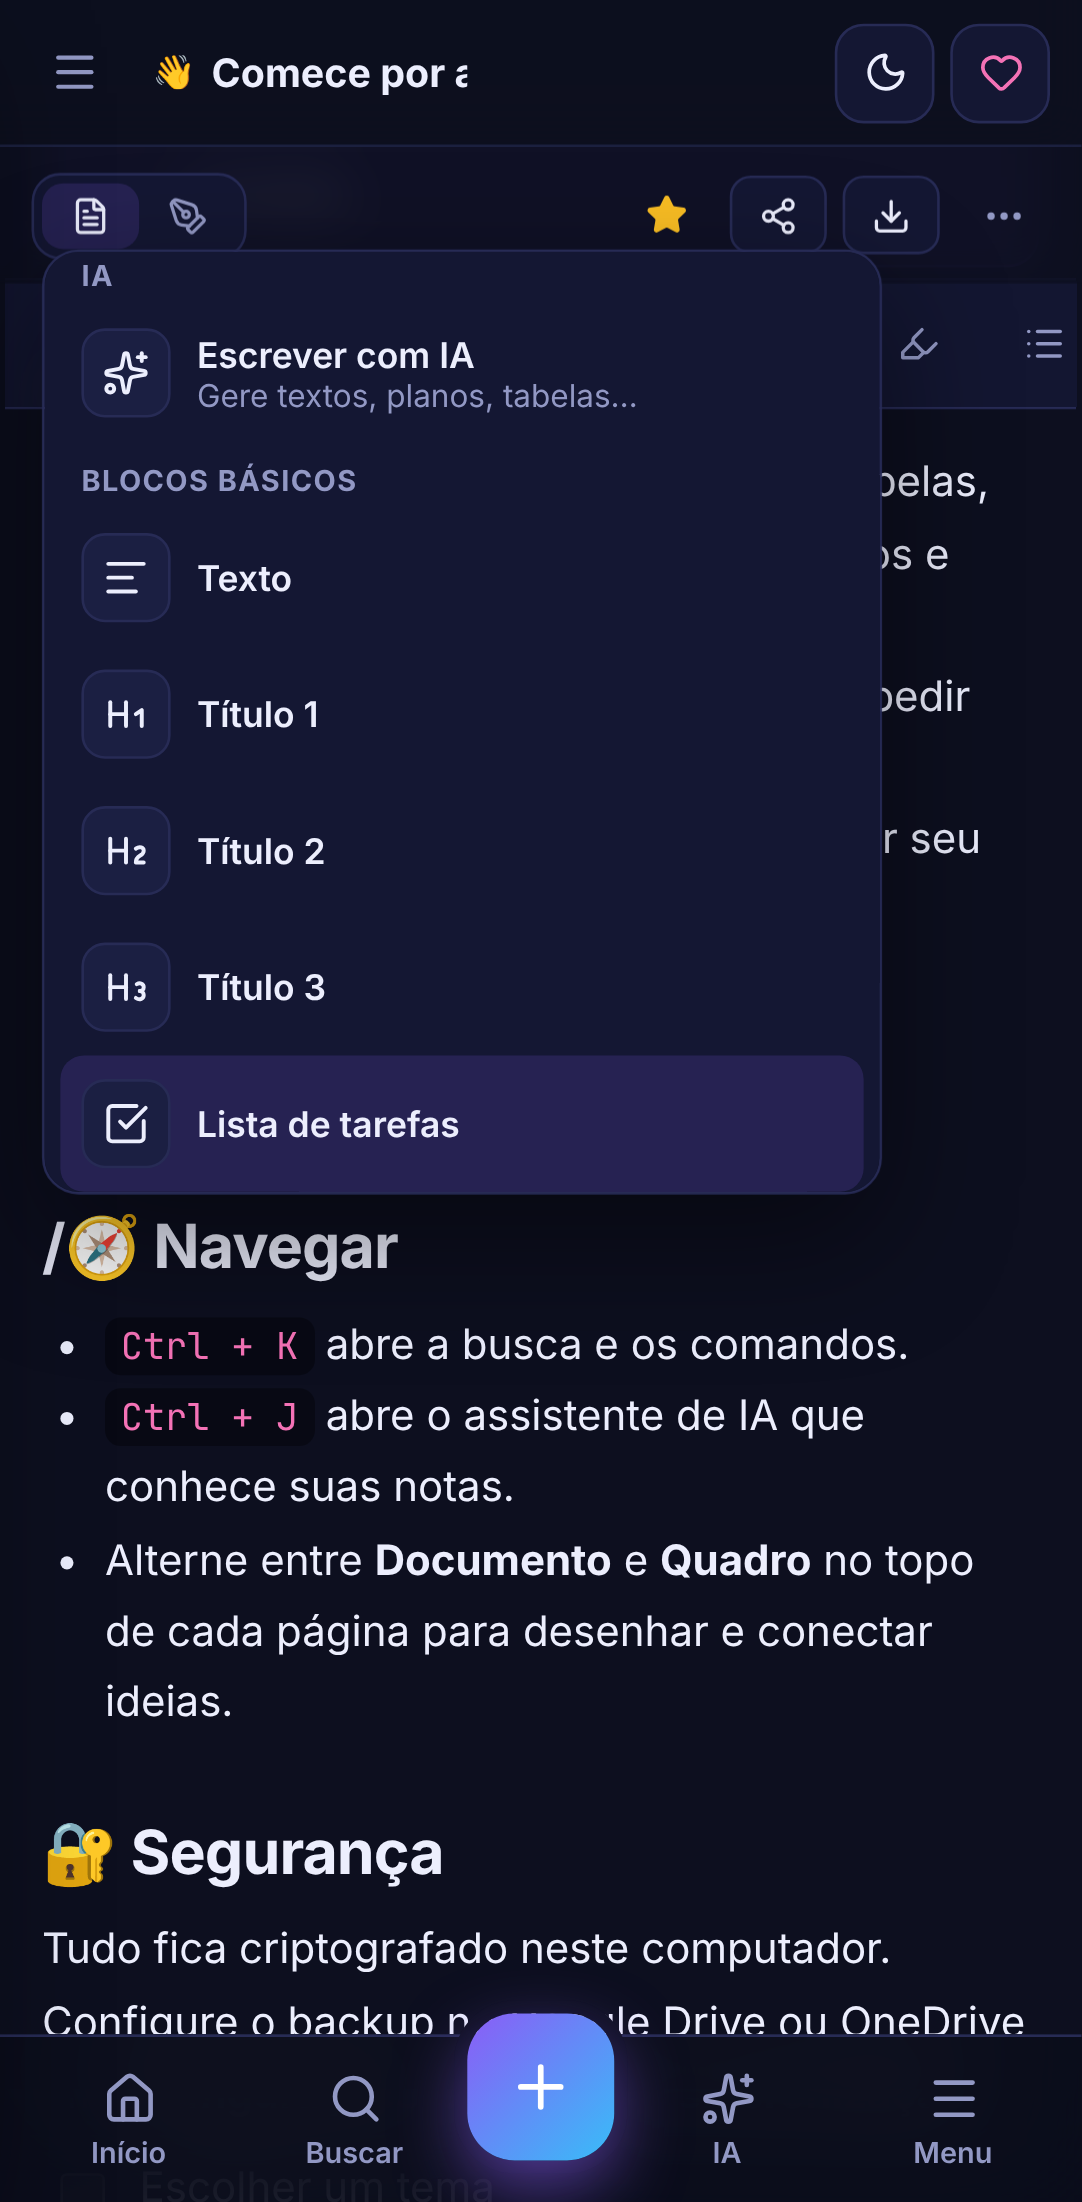 👋 Comece por a
IA
Escrever com IA
Gere textos, planos, tabelas...
BLOCOS BÁSICOS
Texto
H1 Título 1
H2 Título 2
H3 Título 3
Lista de tarefas
os e
r seu
/🧭 Navegar
• Ctrl + K abre a busca e os comandos.
• Ctrl + J abre o assistente de IA que
conhece suas notas.
• Alterne entre Documento e Quadro no topo
de cada página para desenhar e conectar
ideias.
🔐 Segurança
Tudo fica criptografado neste computador.
Configure o backup Drive ou OneDrive
Escolher um tema
Início
Buscar
IA
Menu